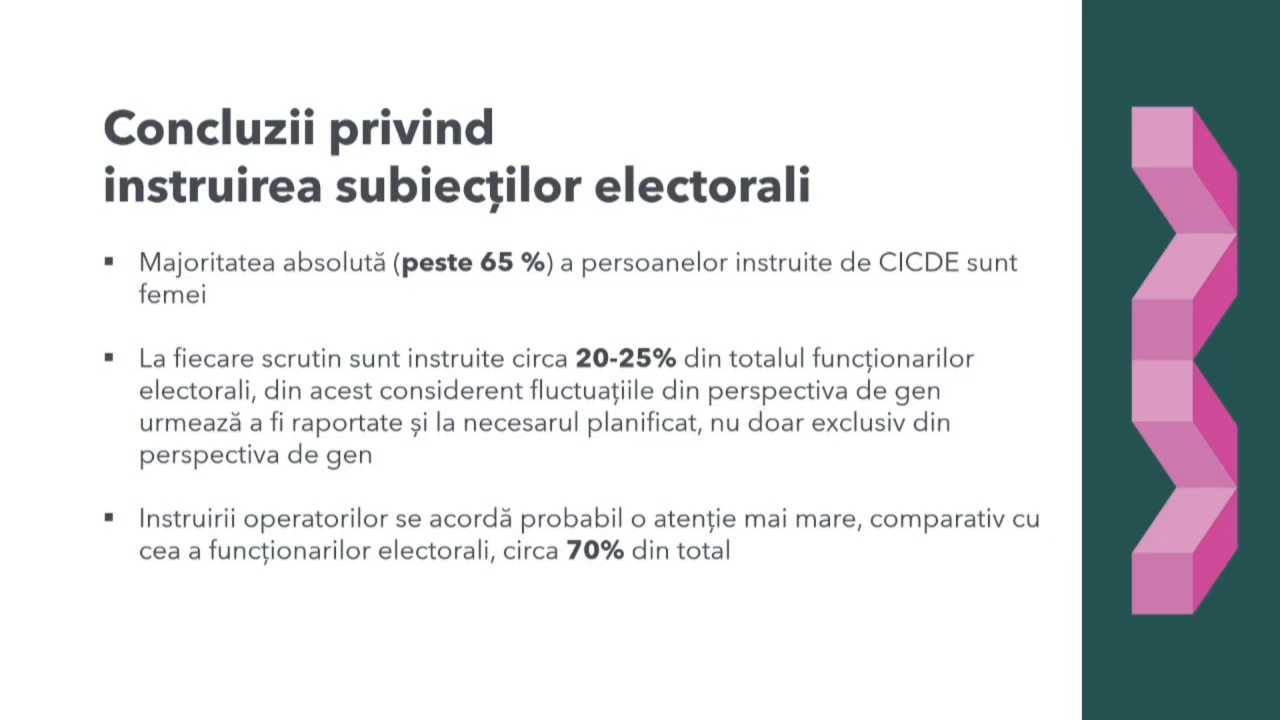 Concluzii privind
instruirea subiecților electorali
▪ Majoritatea absolută (peste 65 %) a persoanelor instruite de CICDE sunt
femei
▪ La fiecare scrutin sunt instruite circa 20-25% din totalul funcționarilor
electorali, din acest considerent fluctuațiile din perspectiva de gen
urmează a fi raportate și la necesarul planificat, nu doar exclusiv din
perspectiva de gen
▪ Instruirii operatorilor se acordă probabil o atenție mai mare, comparativ cu
cea a funcționarilor electorali, circa 70% din total